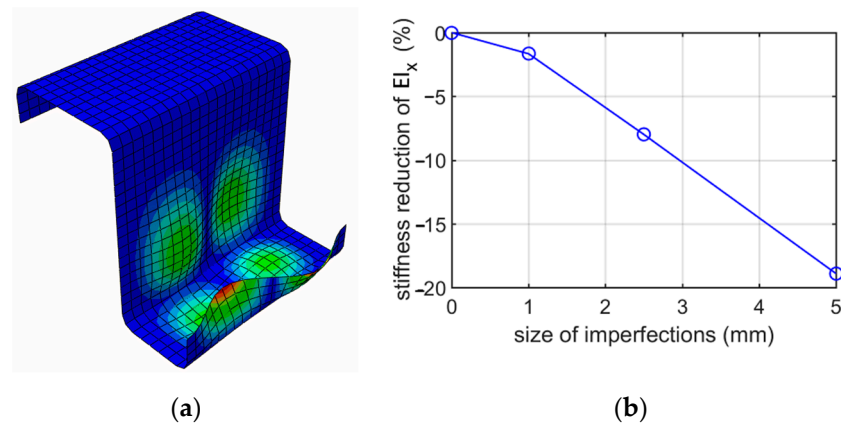 stiffness reduction of EIx (%)
0
−5
−10
−15
−20
0 1 2 3 4 5
size of imperfections (mm)
(a) (b)